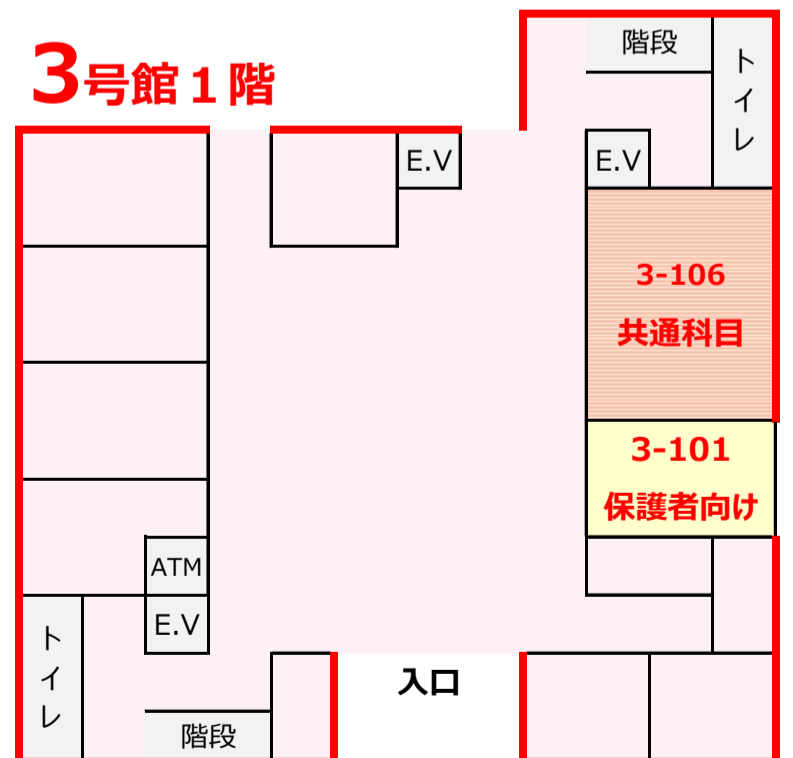 3号館１階
階段
トイレ
E.V
E.V
3-106
共通科目
3-101
保護者向け
ATM
E.V
トイレ
入口
階段